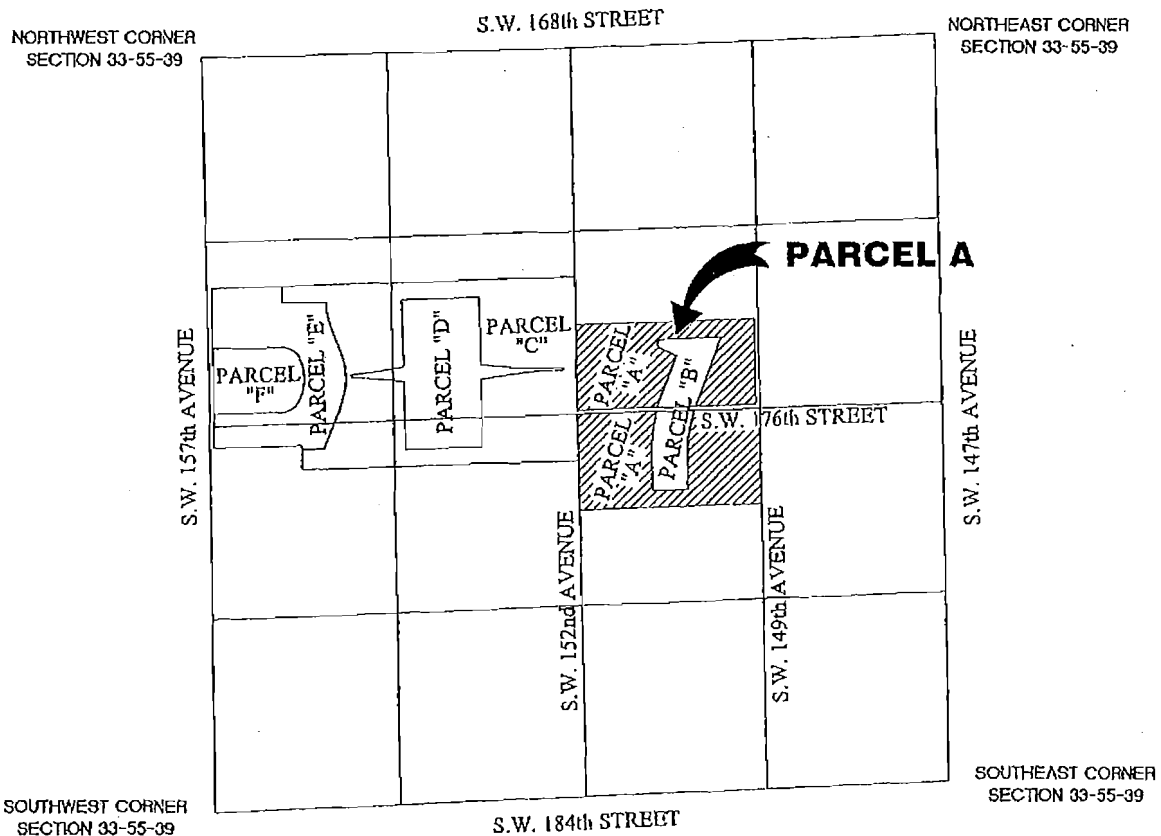 S.W. 168th STREET
NORTHWEST CORNER
SECTION 33-55-39
NORTHEAST CORNER
SECTION 33-55-39
PARCEL A
S.W. 157th AVENUE
PARCEL
"F"
PARCEL "E"
PARCEL "D"
PARCEL
"C"
PARCEL
"A"
PARCEL "B"
S.W. 176th STREET
PARCEL
"A"
S.W. 147th AVENUE
S.W. 152nd AVENUE
S.W. 149th AVENUE
SOUTHWEST CORNER
SECTION 33-55-39
S.W. 184th STREET
SOUTHEAST CORNER
SECTION 33-55-39